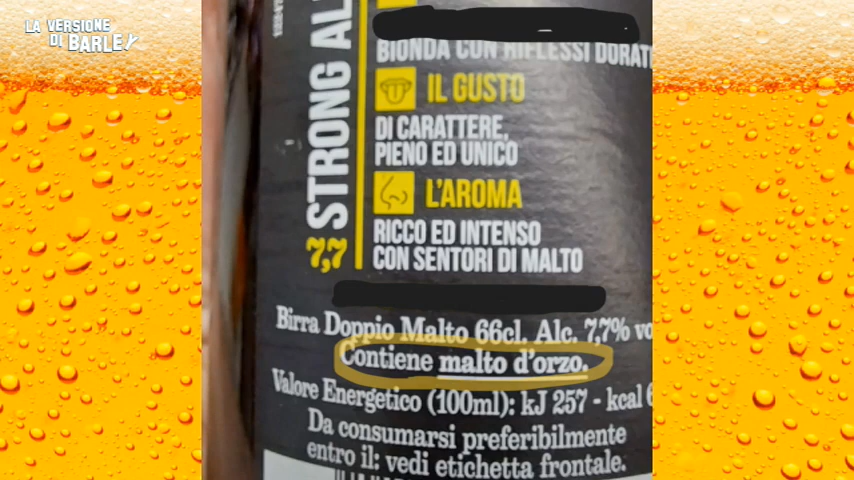 LA VERSIONE
DI BARLEY
STRONG AL
7,7
BIONDA CON RIFLESSI DORATI
IL GUSTO
DI CARATTERE,
PIENO ED UNICO
L'AROMA
RICCO ED INTENSO
CON SENTORI DI MALTO
Birra Doppio Malto 66cl. Alc. 7,7% vo
Contiene malto d'orzo.
Valore Energetico (100ml): kJ 257 - kcal
Da consumarsi preferibilmente
entro il: vedi etichetta frontale.